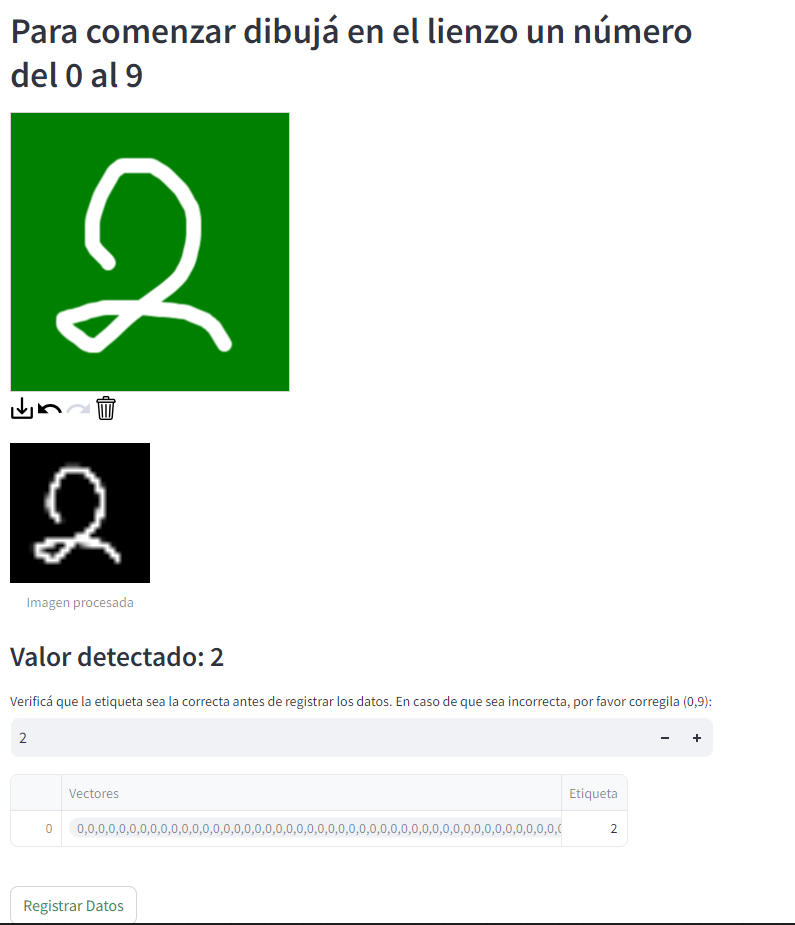 Para comenzar dibujá en el lienzo un número
del 0 al 9
2
Imagen procesada
Valor detectado: 2
Verificá que la etiqueta sea la correcta antes de registrar los datos. En caso de que sea incorrecta, por favor corregila (0,9):
2
Vectores Etiqueta
0 0,0,0,0,0,0,0,0,0,0,0,0,0,0,0,0,0,0,0,0,0,0,0,0,0,0,0,0,0,0,0,0,0,0,0,0,0,0,0,0,0,0,0,0,0,0,0 2
Registrar Datos